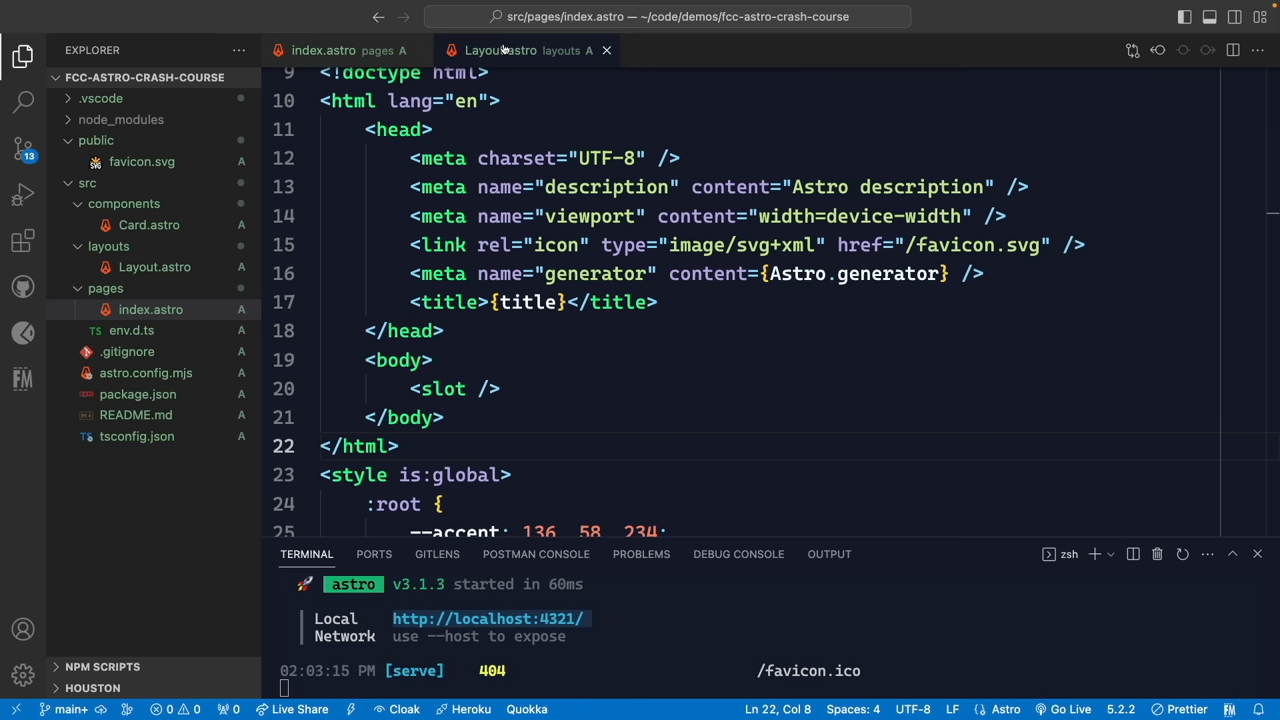 src/pages/index.astro — ~/code/demos/fcc-astro-crash-course
EXPLORER
FCC-ASTRO-CRASH-COURSE
.vscode
node_modules
public
favicon.svg A
src
components
Card.astro A
layouts
Layout.astro A
pages
index.astro A
TS env.d.ts A
.gitignore A
astro.config.mjs A
package.json A
README.md A
tsconfig.json A
NPM SCRIPTS
HOUSTON
13
FM
index.astro pages A
Layout.astro layouts A
9 <!doctype html>
10 <html lang="en">
11 <head>
12 <meta charset="UTF-8" />
13 <meta name="description" content="Astro description" />
14 <meta name="viewport" content="width=device-width" />
15 <link rel="icon" type="image/svg+xml" href="/favicon.svg" />
16 <meta name="generator" content={Astro.generator} />
17 <title>{title}</title>
18 </head>
19 <body>
20 <slot />
21 </body>
22 </html>
23 <style is:global>
24 :root {
25 --accent: 136, 58, 234;
TERMINAL PORTS GITLENS POSTMAN CONSOLE PROBLEMS DEBUG CONSOLE OUTPUT zsh
astro v3.1.3 started in 60ms
Local http://localhost:4321/
Network use --host to expose
02:03:15 PM [serve] 404 /favicon.ico
main+ 0 0 0 Live Share Cloak Heroku Quokka Ln 22, Col 8 Spaces: 4 UTF-8 LF Astro Go Live 5.2.2 Prettier FM